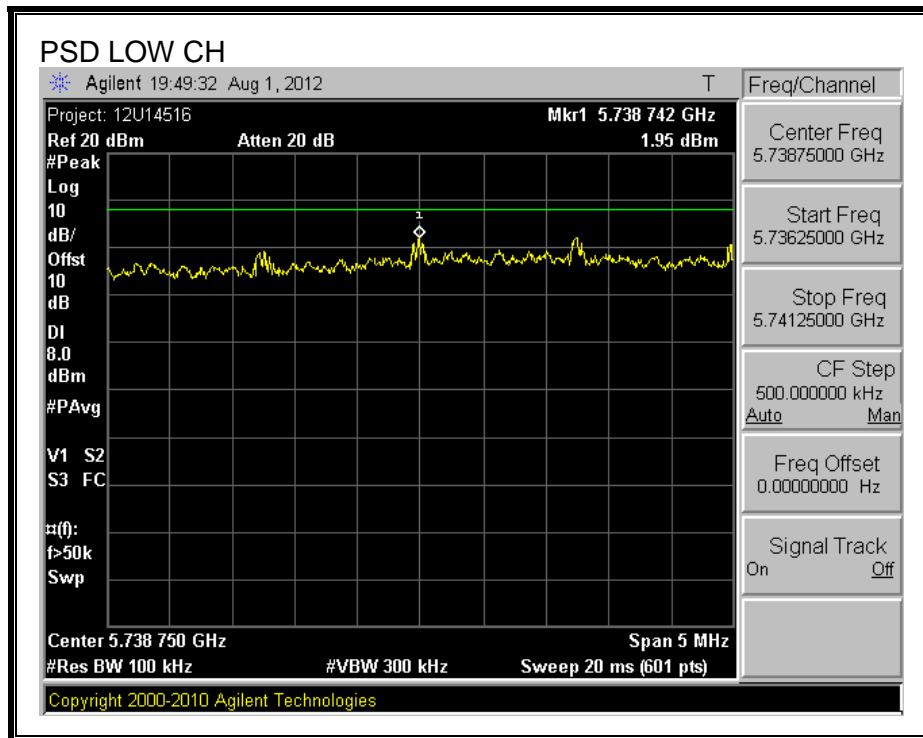 PSD LOW CH
Agilent 19:49:32 Aug 1, 2012 T
Project: 12U14516 Mkr1 5.738 742 GHz
Ref 20 dBm Atten 20 dB 1.95 dBm
#Peak
Log
10
dB/
Offst
10
dB
DI
8.0
dBm
#PAvg
V1 S2
S3 FC
¤(f):
f>50k
Swp
1
Center 5.738 750 GHz Span 5 MHz
#Res BW 100 kHz #VBW 300 kHz Sweep 20 ms (601 pts)
Copyright 2000-2010 Agilent Technologies
Freq/Channel
Center Freq
5.73875000 GHz
Start Freq
5.73625000 GHz
Stop Freq
5.74125000 GHz
CF Step
500.000000 kHz
Auto Man
Freq Offset
0.00000000 Hz
Signal Track
On Off